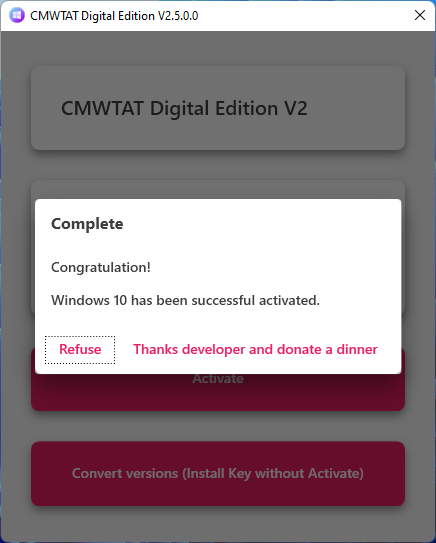 CMWTAT Digital Edition V2.5.0.0
CMWTAT Digital Edition V2
Complete
Congratulation!
Windows 10 has been successful activated.
Refuse
Thanks developer and donate a dinner
Activate
Convert versions (Install Key without Activate)